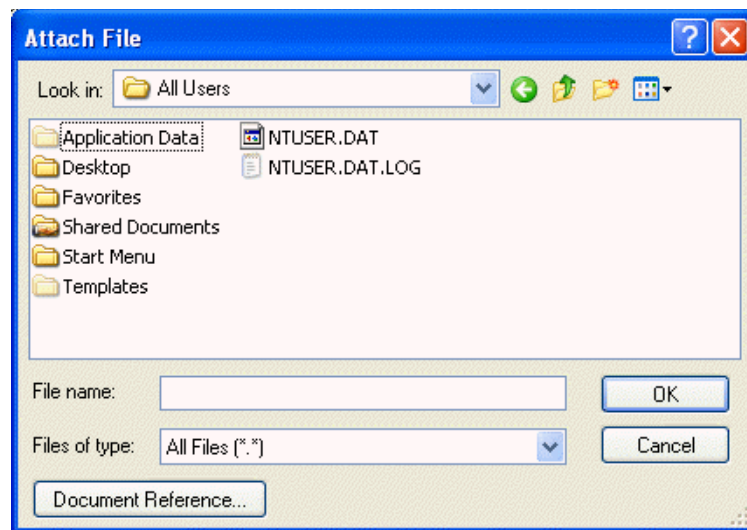 Attach File
Look in: All Users
Application Data
Desktop
Favorites
Shared Documents
Start Menu
Templates
NTUSER.DAT
NTUSER.DAT.LOG
File name:
OK
Files of type: All Files (*.*)
Cancel
Document Reference...